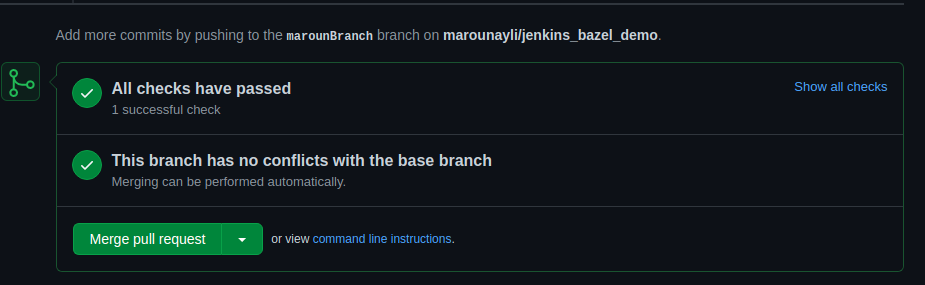 Add more commits by pushing to the marounBranch branch on marounayli/jenkins_bazel_demo.
All checks have passed
Show all checks
1 successful check
This branch has no conflicts with the base branch
Merging can be performed automatically.
Merge pull request
or view command line instructions.